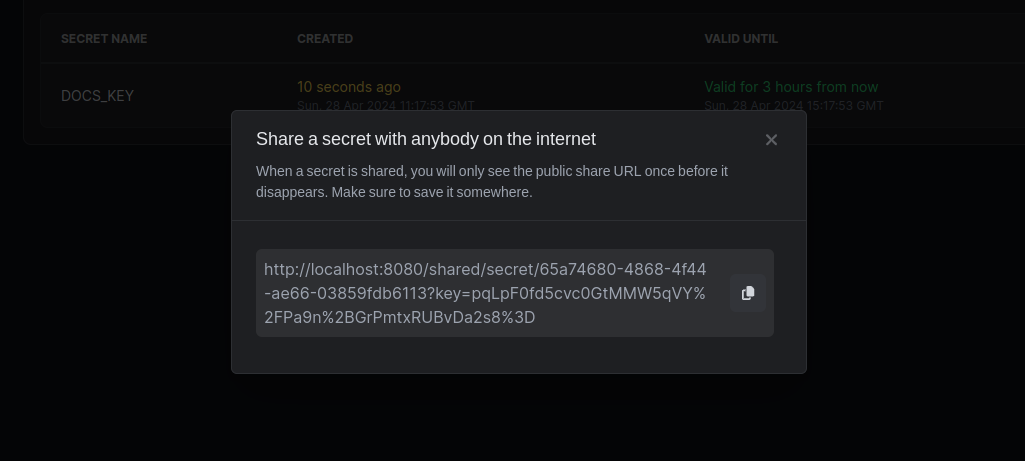 SECRET NAME CREATED VALID UNTIL
10 seconds ago Valid for 3 hours from now
DOCS_KEY
Sun, 28 Apr 2024 11:17:53 GMT Sun, 28 Apr 2024 15:17:53 GMT
Share a secret with anybody on the internet
When a secret is shared, you will only see the public share URL once before it
disappears. Make sure to save it somewhere.
http://localhost:8080/shared/secret/65a74680-4868-4f44
-ae66-03859fdb6113?key=pqLpF0fd5cvc0GtMMW5qVY%
2FPa9n%2BGrPmtxRUBvDa2s8%3D